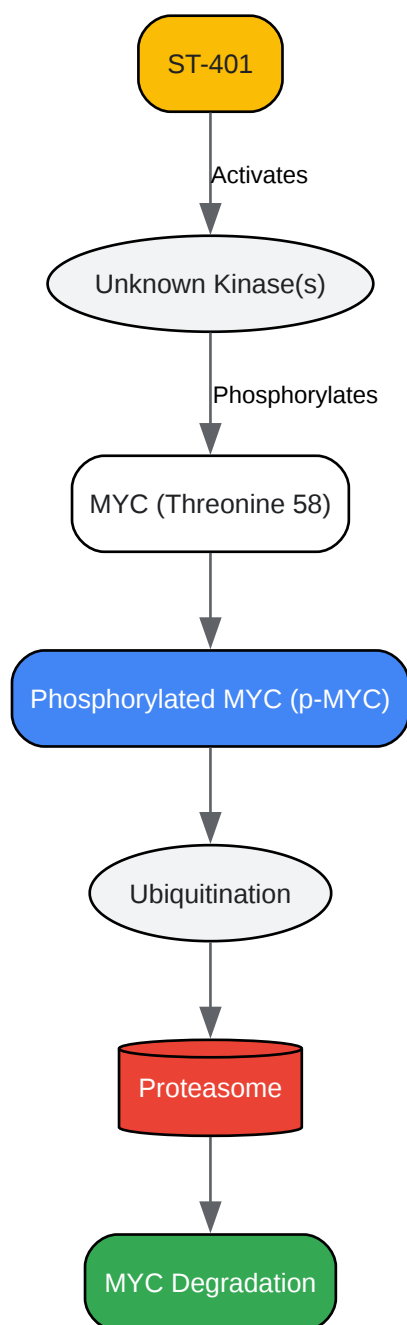 ST-401
Activates
Unknown Kinase(s)
Phosphorylates
MYC (Threonine 58)
Phosphorylated MYC (p-MYC)
Ubiquitination
Proteasome
MYC Degradation